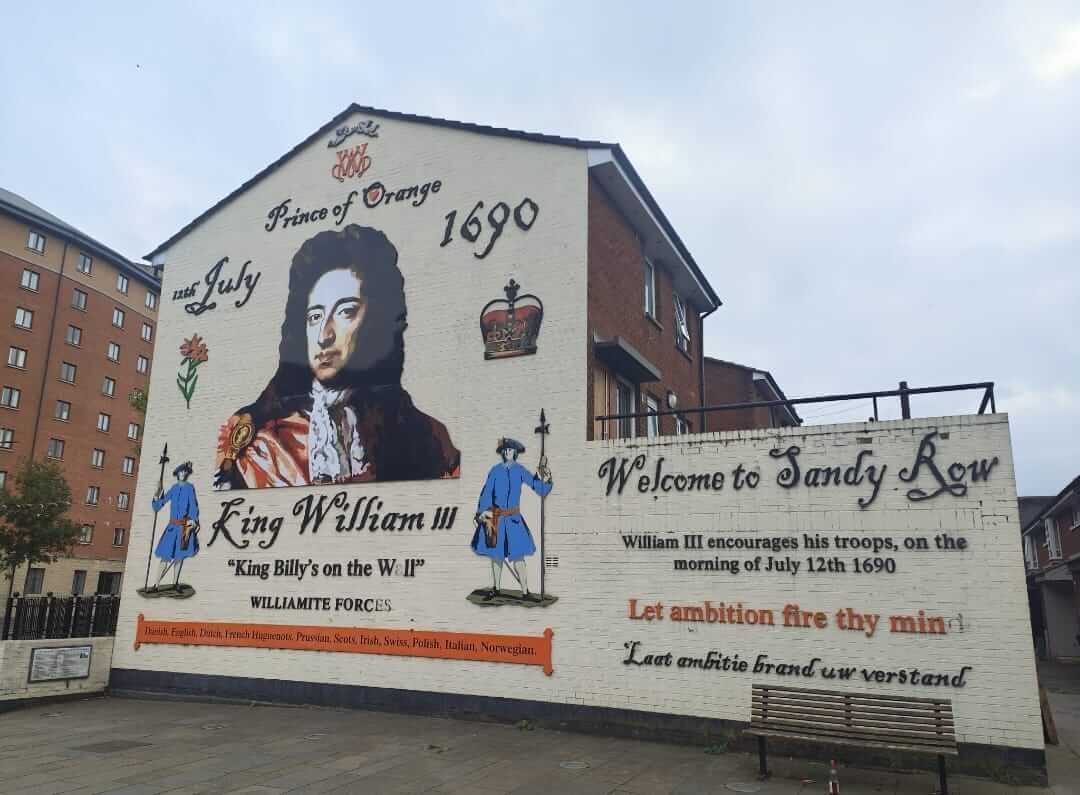 Prince of Orange
1690
12th July
King William III
"King Billy's on the Wall"
WILLIAMITE FORCES
Danish, English, Dutch, French Huguenots, Prussian, Scots, Irish, Swiss, Polish, Italian, Norwegian.
Welcome to Sandy Row
William III encourages his troops, on the
morning of July 12th 1690
Let ambition fire thy mind
Laat ambitie brand uw verstand